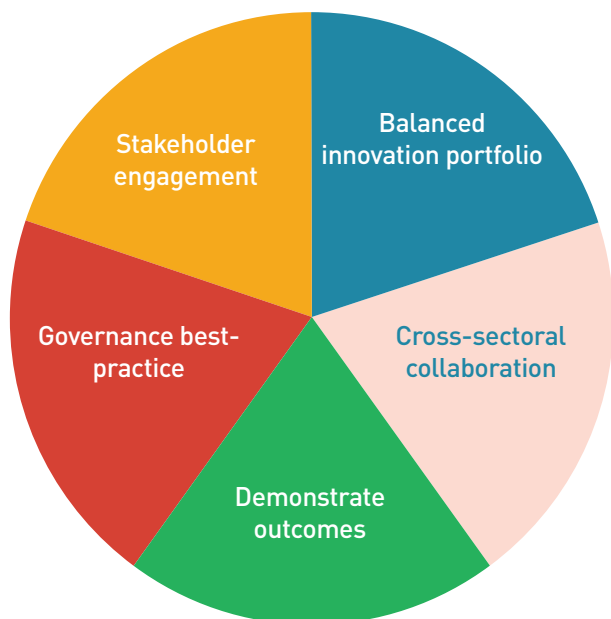 Balanced
innovation portfolio
Cross-sectoral
collaboration
Demonstrate
outcomes
Governance best-
practice
Stakeholder
engagement